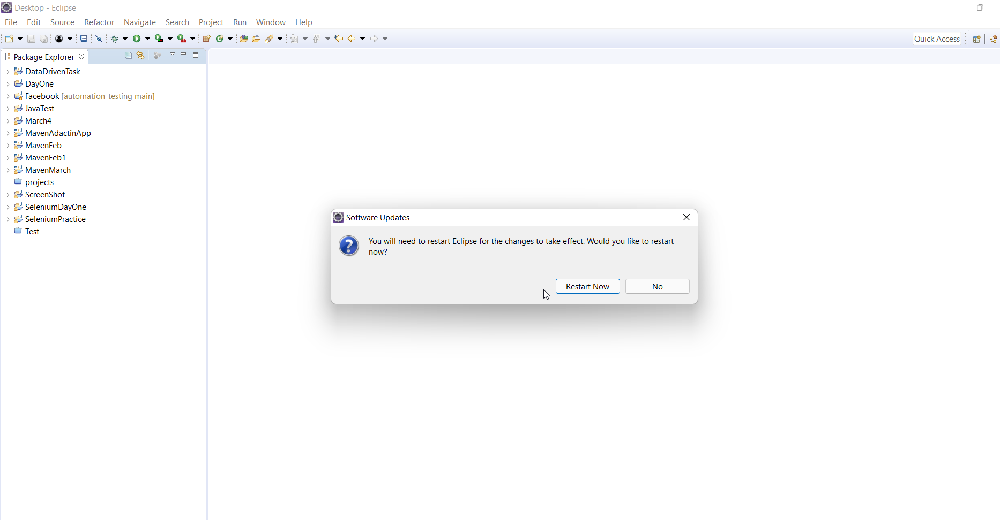 Desktop - Eclipse
File Edit Source Refactor Navigate Search Project Run Window Help
Quick Access
Package Explorer
DataDrivenTask
DayOne
Facebook [automation_testing main]
JavaTest
March4
MavenAdactinApp
MavenFeb
MavenFeb1
MavenMarch
projects
ScreenShot
SeleniumDayOne
SeleniumPractice
Test
Software Updates
You will need to restart Eclipse for the changes to take effect. Would you like to restart
now?
Restart Now No